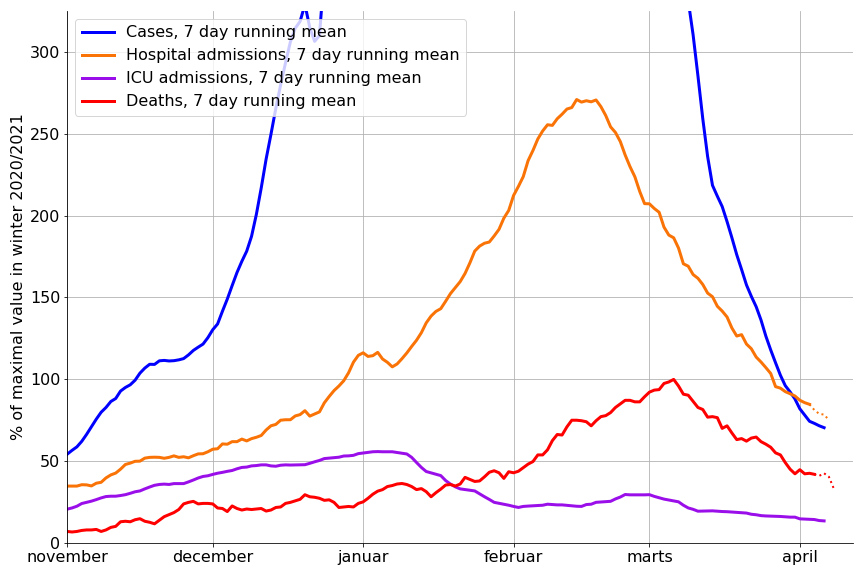 Cases, 7 day running mean
Hospital admissions, 7 day running mean
ICU admissions, 7 day running mean
Deaths, 7 day running mean
% of maximal value in winter 2020/2021
300
250
200
150
100
50
0
november december januar februar marts april